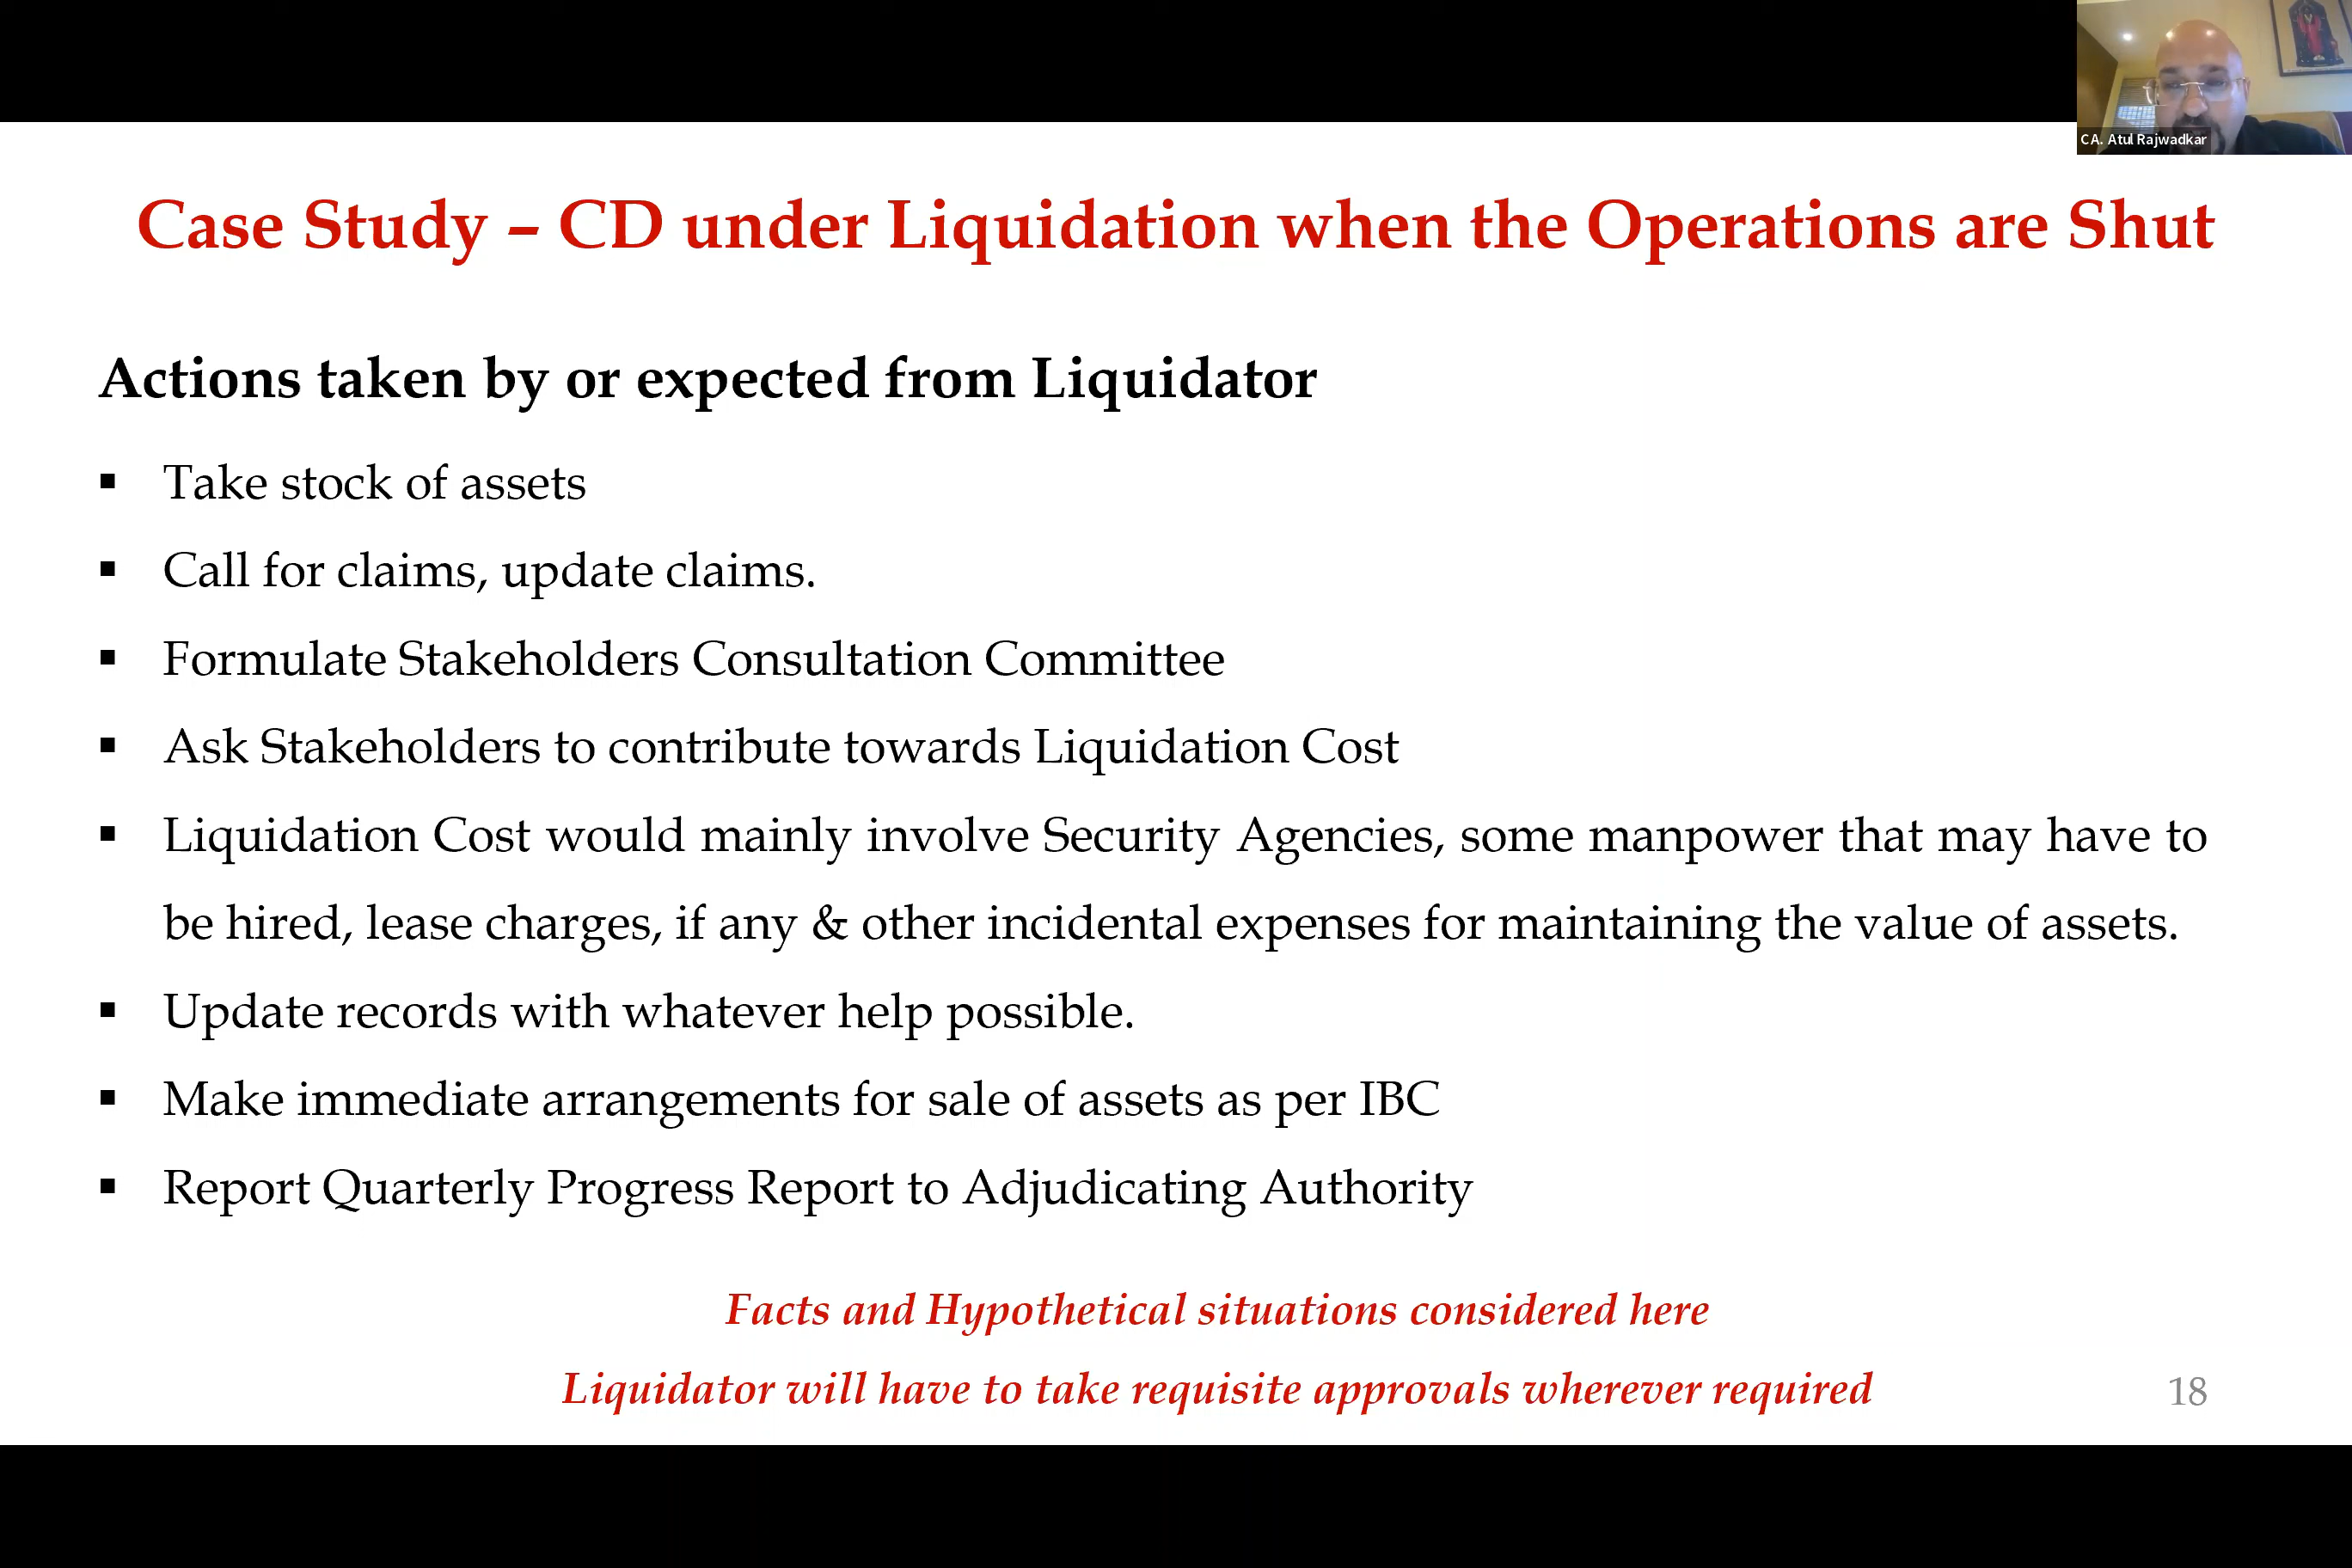 CA. Atul Rajwadkar
Case Study – CD under Liquidation when the Operations are Shut
Actions taken by or expected from Liquidator
▪ Take stock of assets
▪ Call for claims, update claims.
▪ Formulate Stakeholders Consultation Committee
▪ Ask Stakeholders to contribute towards Liquidation Cost
▪ Liquidation Cost would mainly involve Security Agencies, some manpower that may have to
be hired, lease charges, if any & other incidental expenses for maintaining the value of assets.
▪ Update records with whatever help possible.
▪ Make immediate arrangements for sale of assets as per IBC
▪ Report Quarterly Progress Report to Adjudicating Authority
Facts and Hypothetical situations considered here
Liquidator will have to take requisite approvals wherever required
18